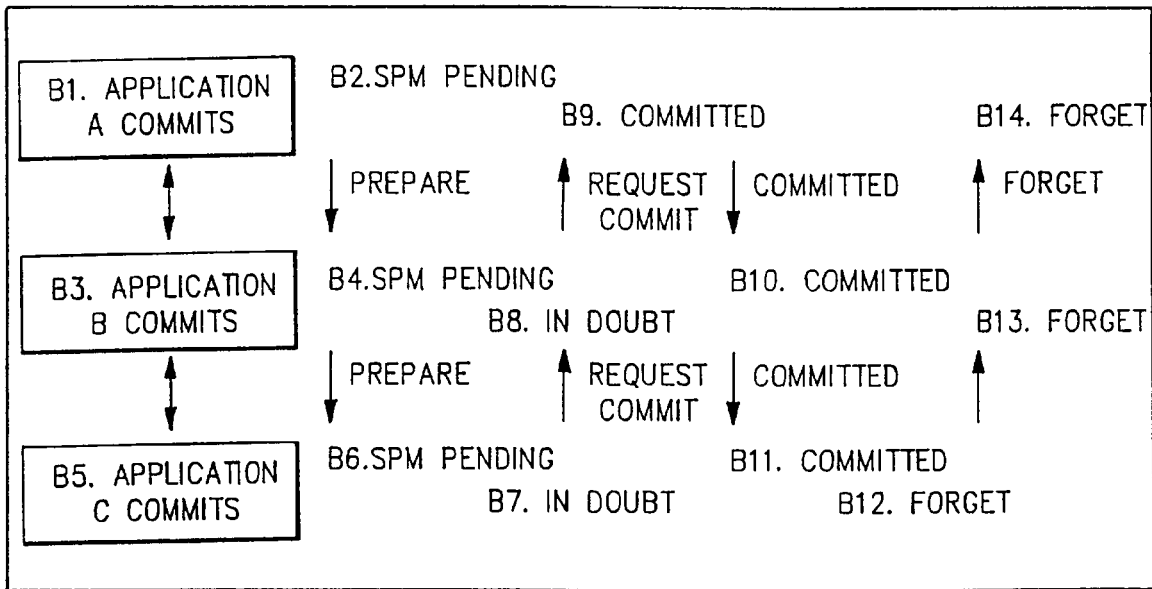 B1. APPLICATION
A COMMITS
B2.SPM PENDING
B9. COMMITTED
B14. FORGET
PREPARE
REQUEST
COMMIT
COMMITTED
FORGET
B3. APPLICATION
B COMMITS
B4.SPM PENDING
B10. COMMITTED
B8. IN DOUBT
B13. FORGET
PREPARE
REQUEST
COMMIT
COMMITTED
B5. APPLICATION
C COMMITS
B6.SPM PENDING
B11. COMMITTED
B7. IN DOUBT
B12. FORGET